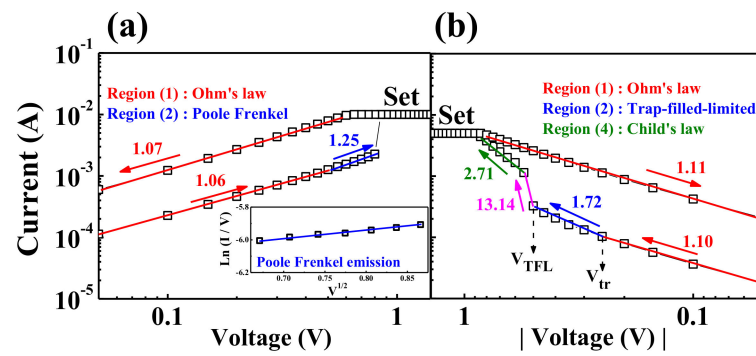 (a)
(b)
Current (A)
10⁻¹
10⁻²
10⁻³
10⁻⁴
10⁻⁵
Region (1) : Ohm's law
Region (2) : Poole Frenkel
Set
1.07
1.25
1.06
Ln (I / V)
-5.8
-6.0
-6.2
Poole Frenkel emission
0.70
0.75
0.80
0.85
V^1/2
0.1
1
Voltage (V)
Region (1) : Ohm's law
Region (2) : Trap-filled-limited
Region (4) : Child's law
Set
1.11
2.71
13.14
1.72
1.10
V_TFL
V_tr
1
0.1
| Voltage (V) |